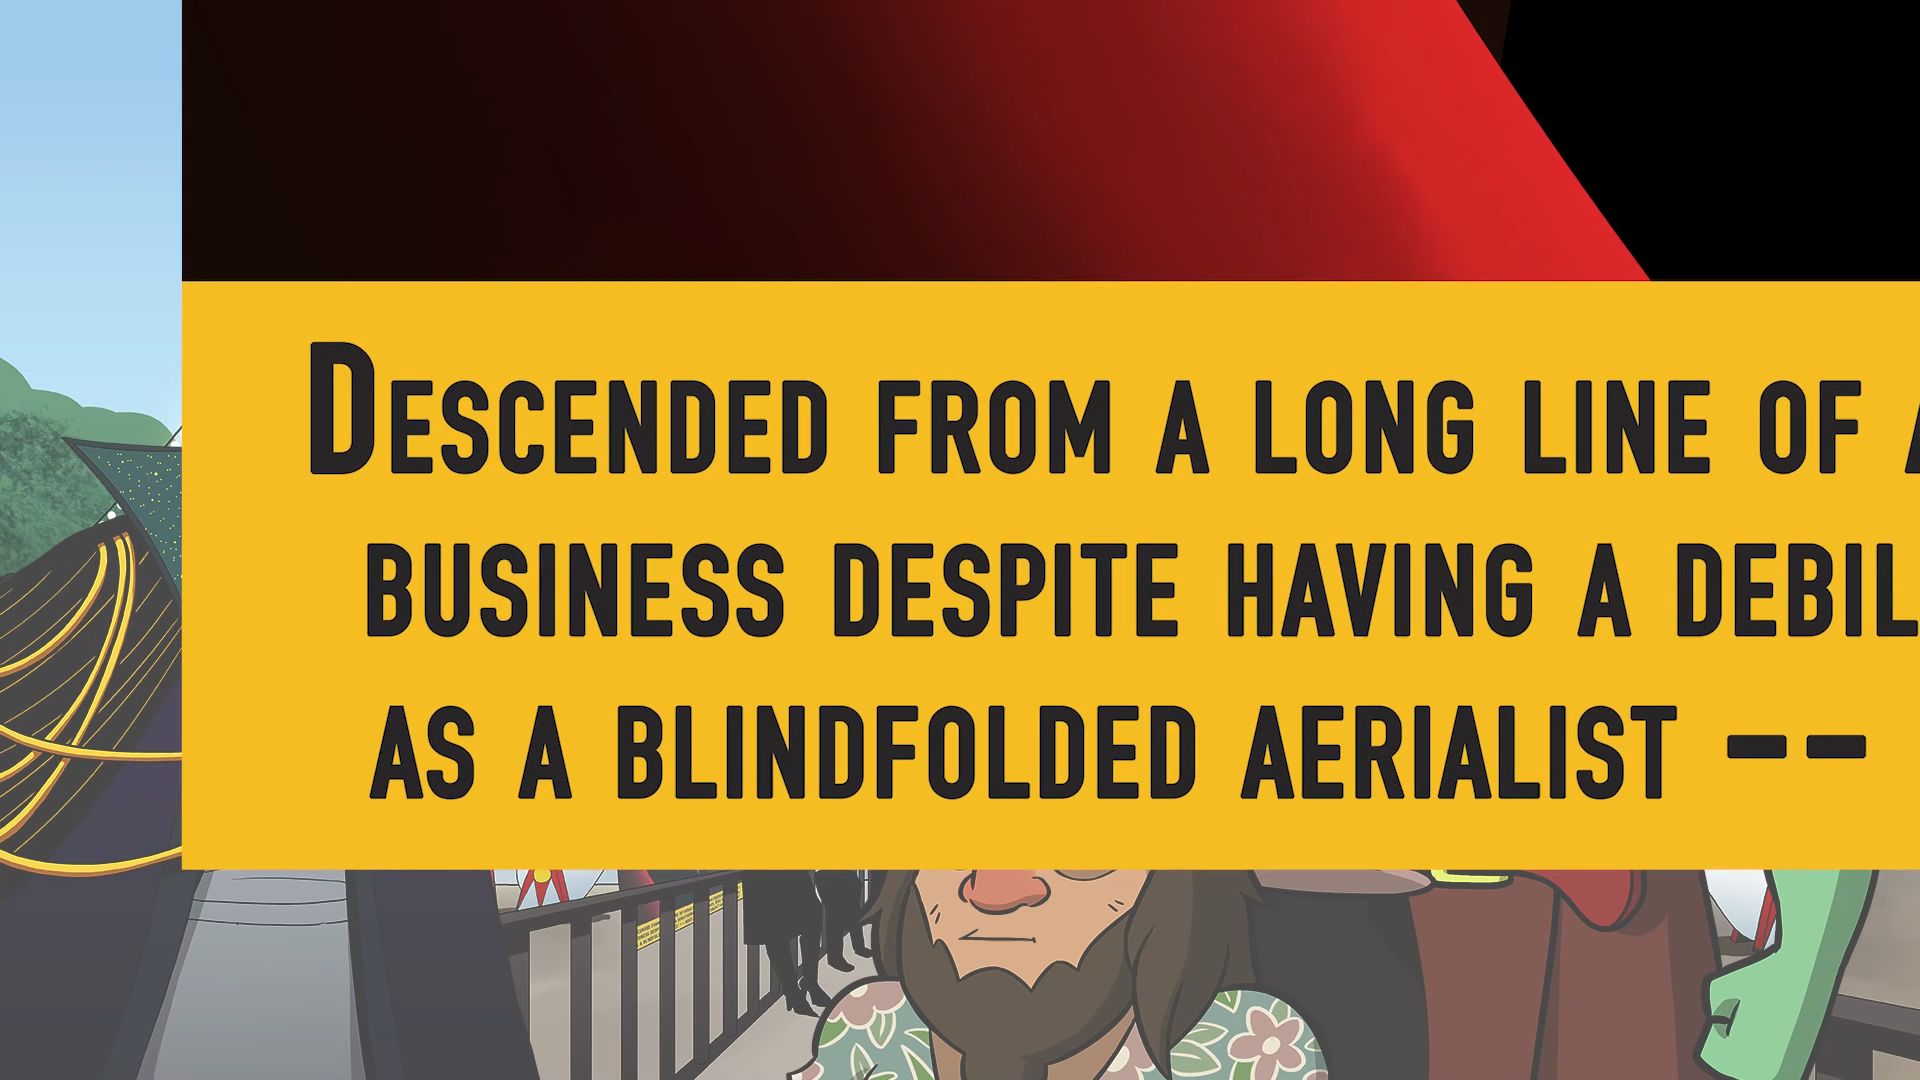 Descended from a long line of
business despite having a
as a blindfolded aerialist --